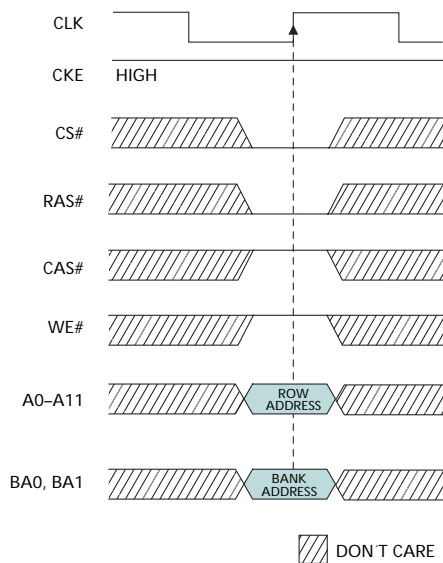 CLK
CKE HIGH
CS#
RAS#
CAS#
WE#
A0–A11 ROW
ADDRESS
BA0, BA1 BANK
ADDRESS
DON´T CARE